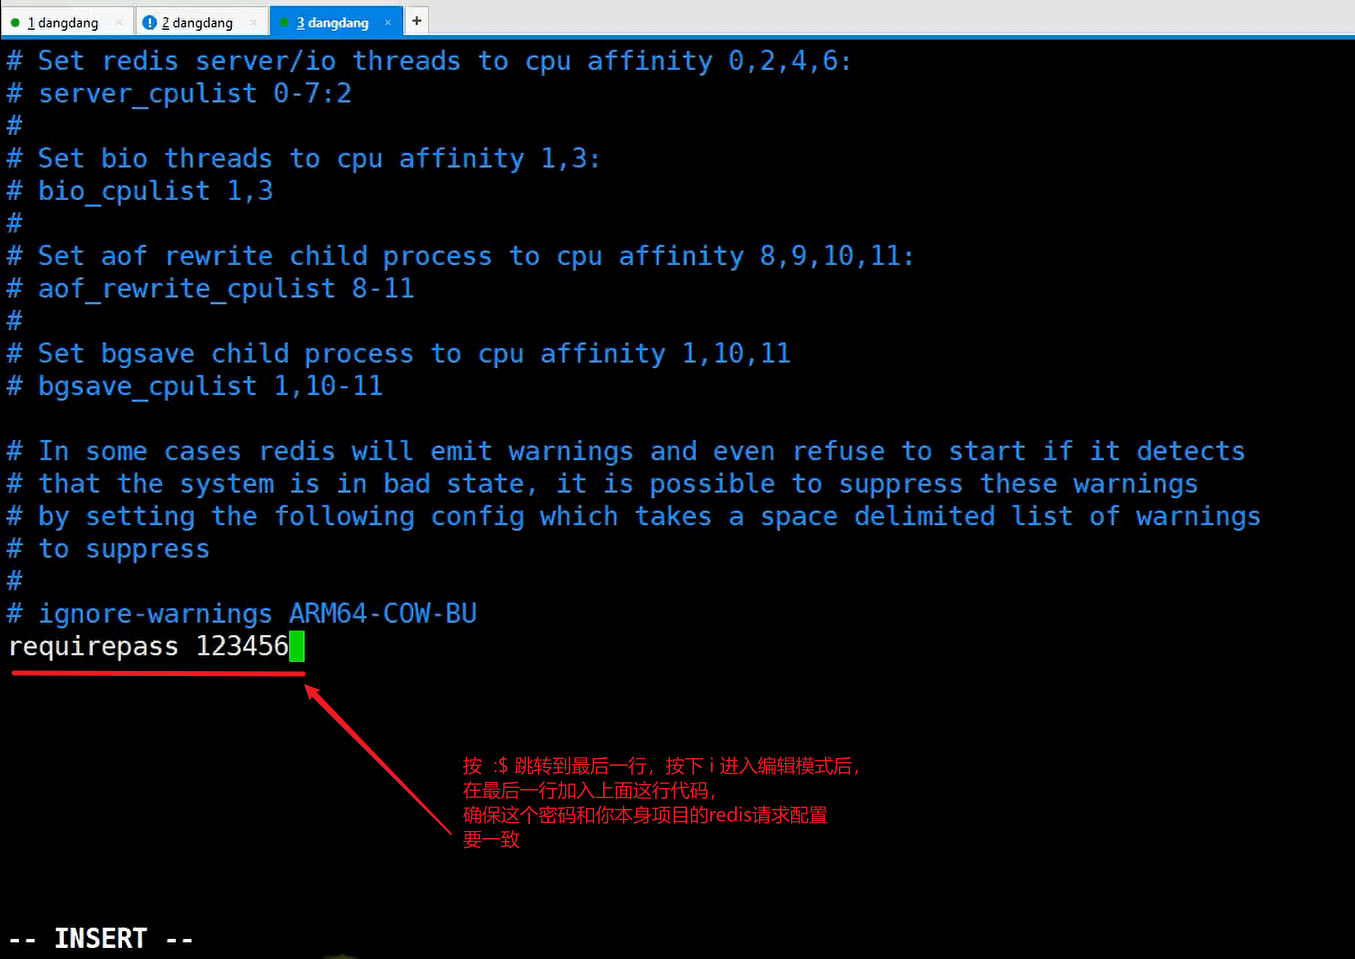 1 dangdang × 2 dangdang × 3 dangdang × +
# Set redis server/io threads to cpu affinity 0,2,4,6:
# server_cpulist 0-7:2
#
# Set bio threads to cpu affinity 1,3:
# bio_cpulist 1,3
#
# Set aof rewrite child process to cpu affinity 8,9,10,11:
# aof_rewrite_cpulist 8-11
#
# Set bgsave child process to cpu affinity 1,10,11
# bgsave_cpulist 1,10-11
# In some cases redis will emit warnings and even refuse to start if it detects
# that the system is in bad state, it is possible to suppress these warnings
# by setting the following config which takes a space delimited list of warnings
# to suppress
#
# ignore-warnings ARM64-COW-BU
requirepass 123456
按 :$ 跳转到最后一行，按下 i 进入编辑模式后，
在最后一行加入上面这行代码，
确保这个密码和你本身项目的redis请求配置
要一致
-- INSERT --